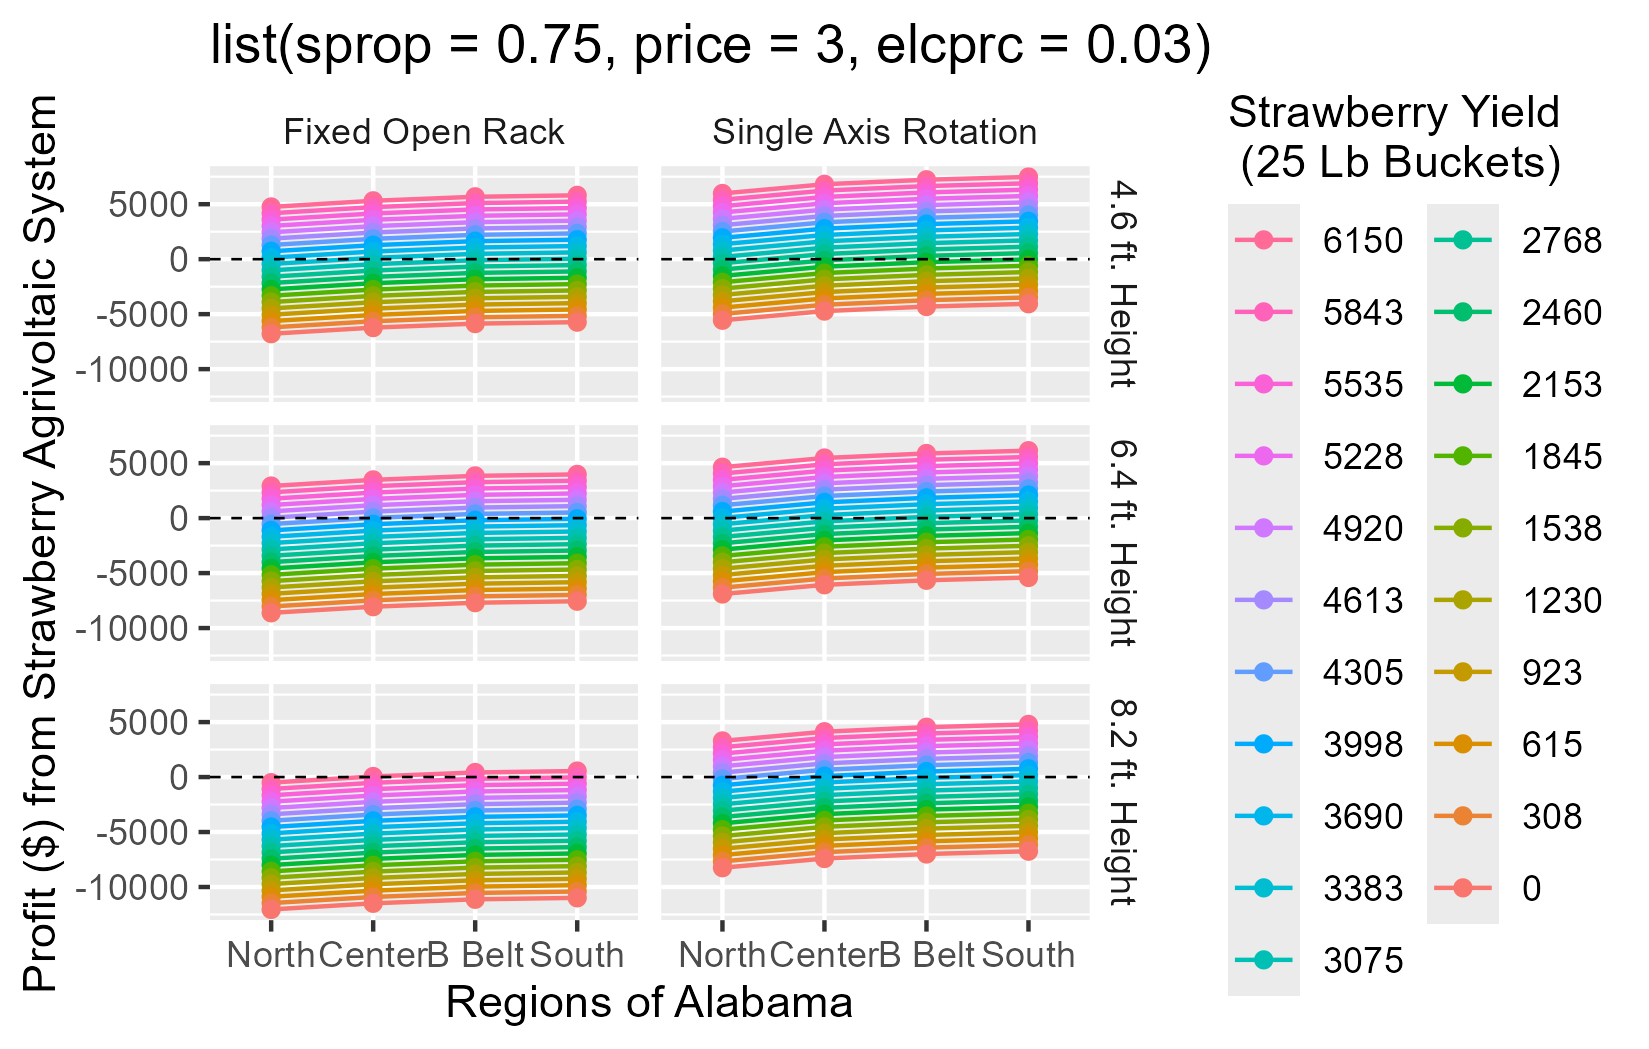 list(sprop = 0.75, price = 3, elcprc = 0.03)
Profit ($) from Strawberry Agrivoltaic System
Fixed Open Rack
Single Axis Rotation
5000
0
-5000
-10000
4.6 ft. Height
5000
0
-5000
-10000
6.4 ft. Height
5000
0
-5000
-10000
8.2 ft. Height
North Center B Belt South
North Center B Belt South
Regions of Alabama
Strawberry Yield
(25 Lb Buckets)
6150
5843
5535
5228
4920
4613
4305
3998
3690
3383
3075
2768
2460
2153
1845
1538
1230
923
615
308
0